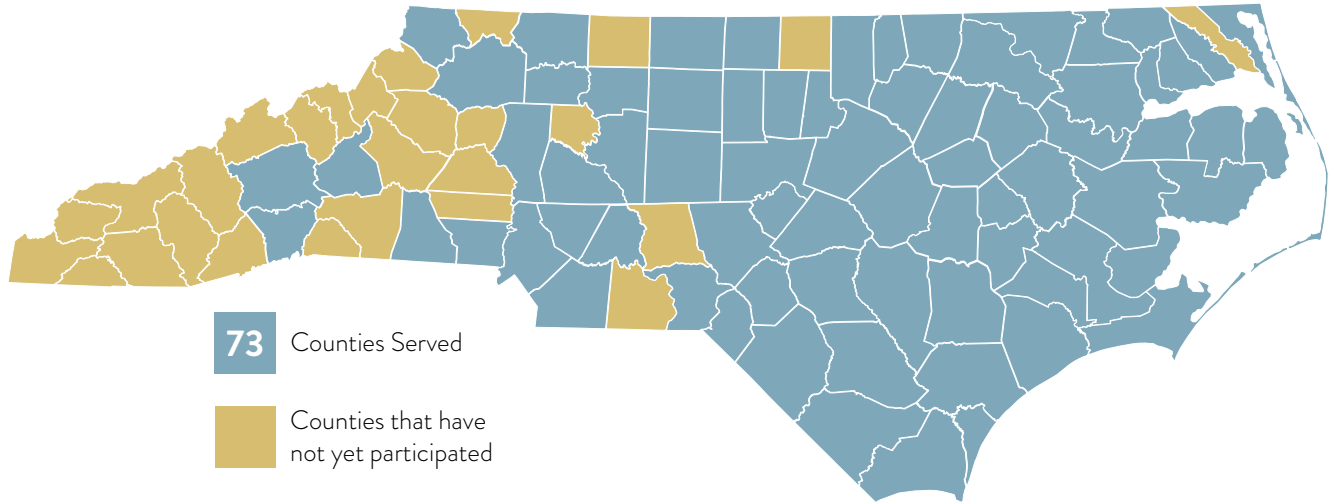 73 Counties Served
Counties that have
not yet participated